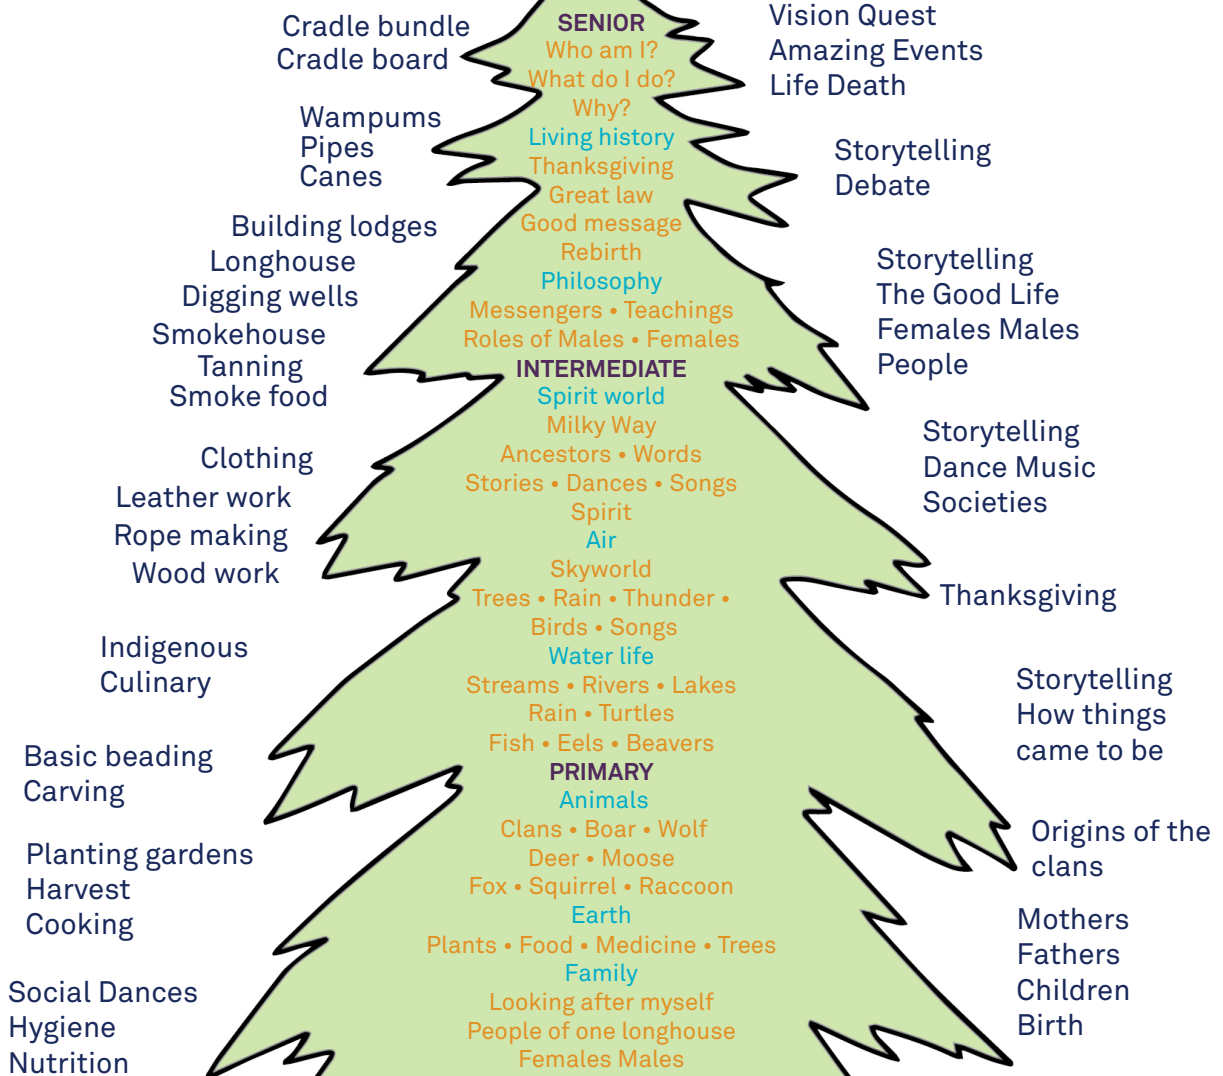 Cradle bundle
Cradle board
Wampums
Pipes
Canes
Building lodges
Longhouse
Digging wells
Smokehouse
Tanning
Smoke food
Clothing
Leather work
Rope making
Wood work
Indigenous
Culinary
Basic beading
Carving
Planting gardens
Harvest
Cooking
Social Dances
Hygiene
Nutrition
SENIOR
Who am I?
What do I do?
Why?
Living history
Thanksgiving
Great law
Good message
Rebirth
Philosophy
Messengers • Teachings
Roles of Males • Females
INTERMEDIATE
Spirit world
Milky Way
Ancestors • Words
Stories • Dances • Songs
Spirit
Air
Skyworld
Trees • Rain • Thunder •
Birds • Songs
Water life
Streams • Rivers • Lakes
Rain • Turtles
Fish • Eels • Beavers
PRIMARY
Animals
Clans • Boar • Wolf
Deer • Moose
Fox • Squirrel • Raccoon
Earth
Plants • Food • Medicine • Trees
Family
Looking after myself
People of one longhouse
Females Males
Vision Quest
Amazing Events
Life Death
Storytelling
Debate
Storytelling
The Good Life
Females Males
People
Storytelling
Dance Music
Societies
Thanksgiving
Storytelling
How things
came to be
Origins of the
clans
Mothers
Fathers
Children
Birth